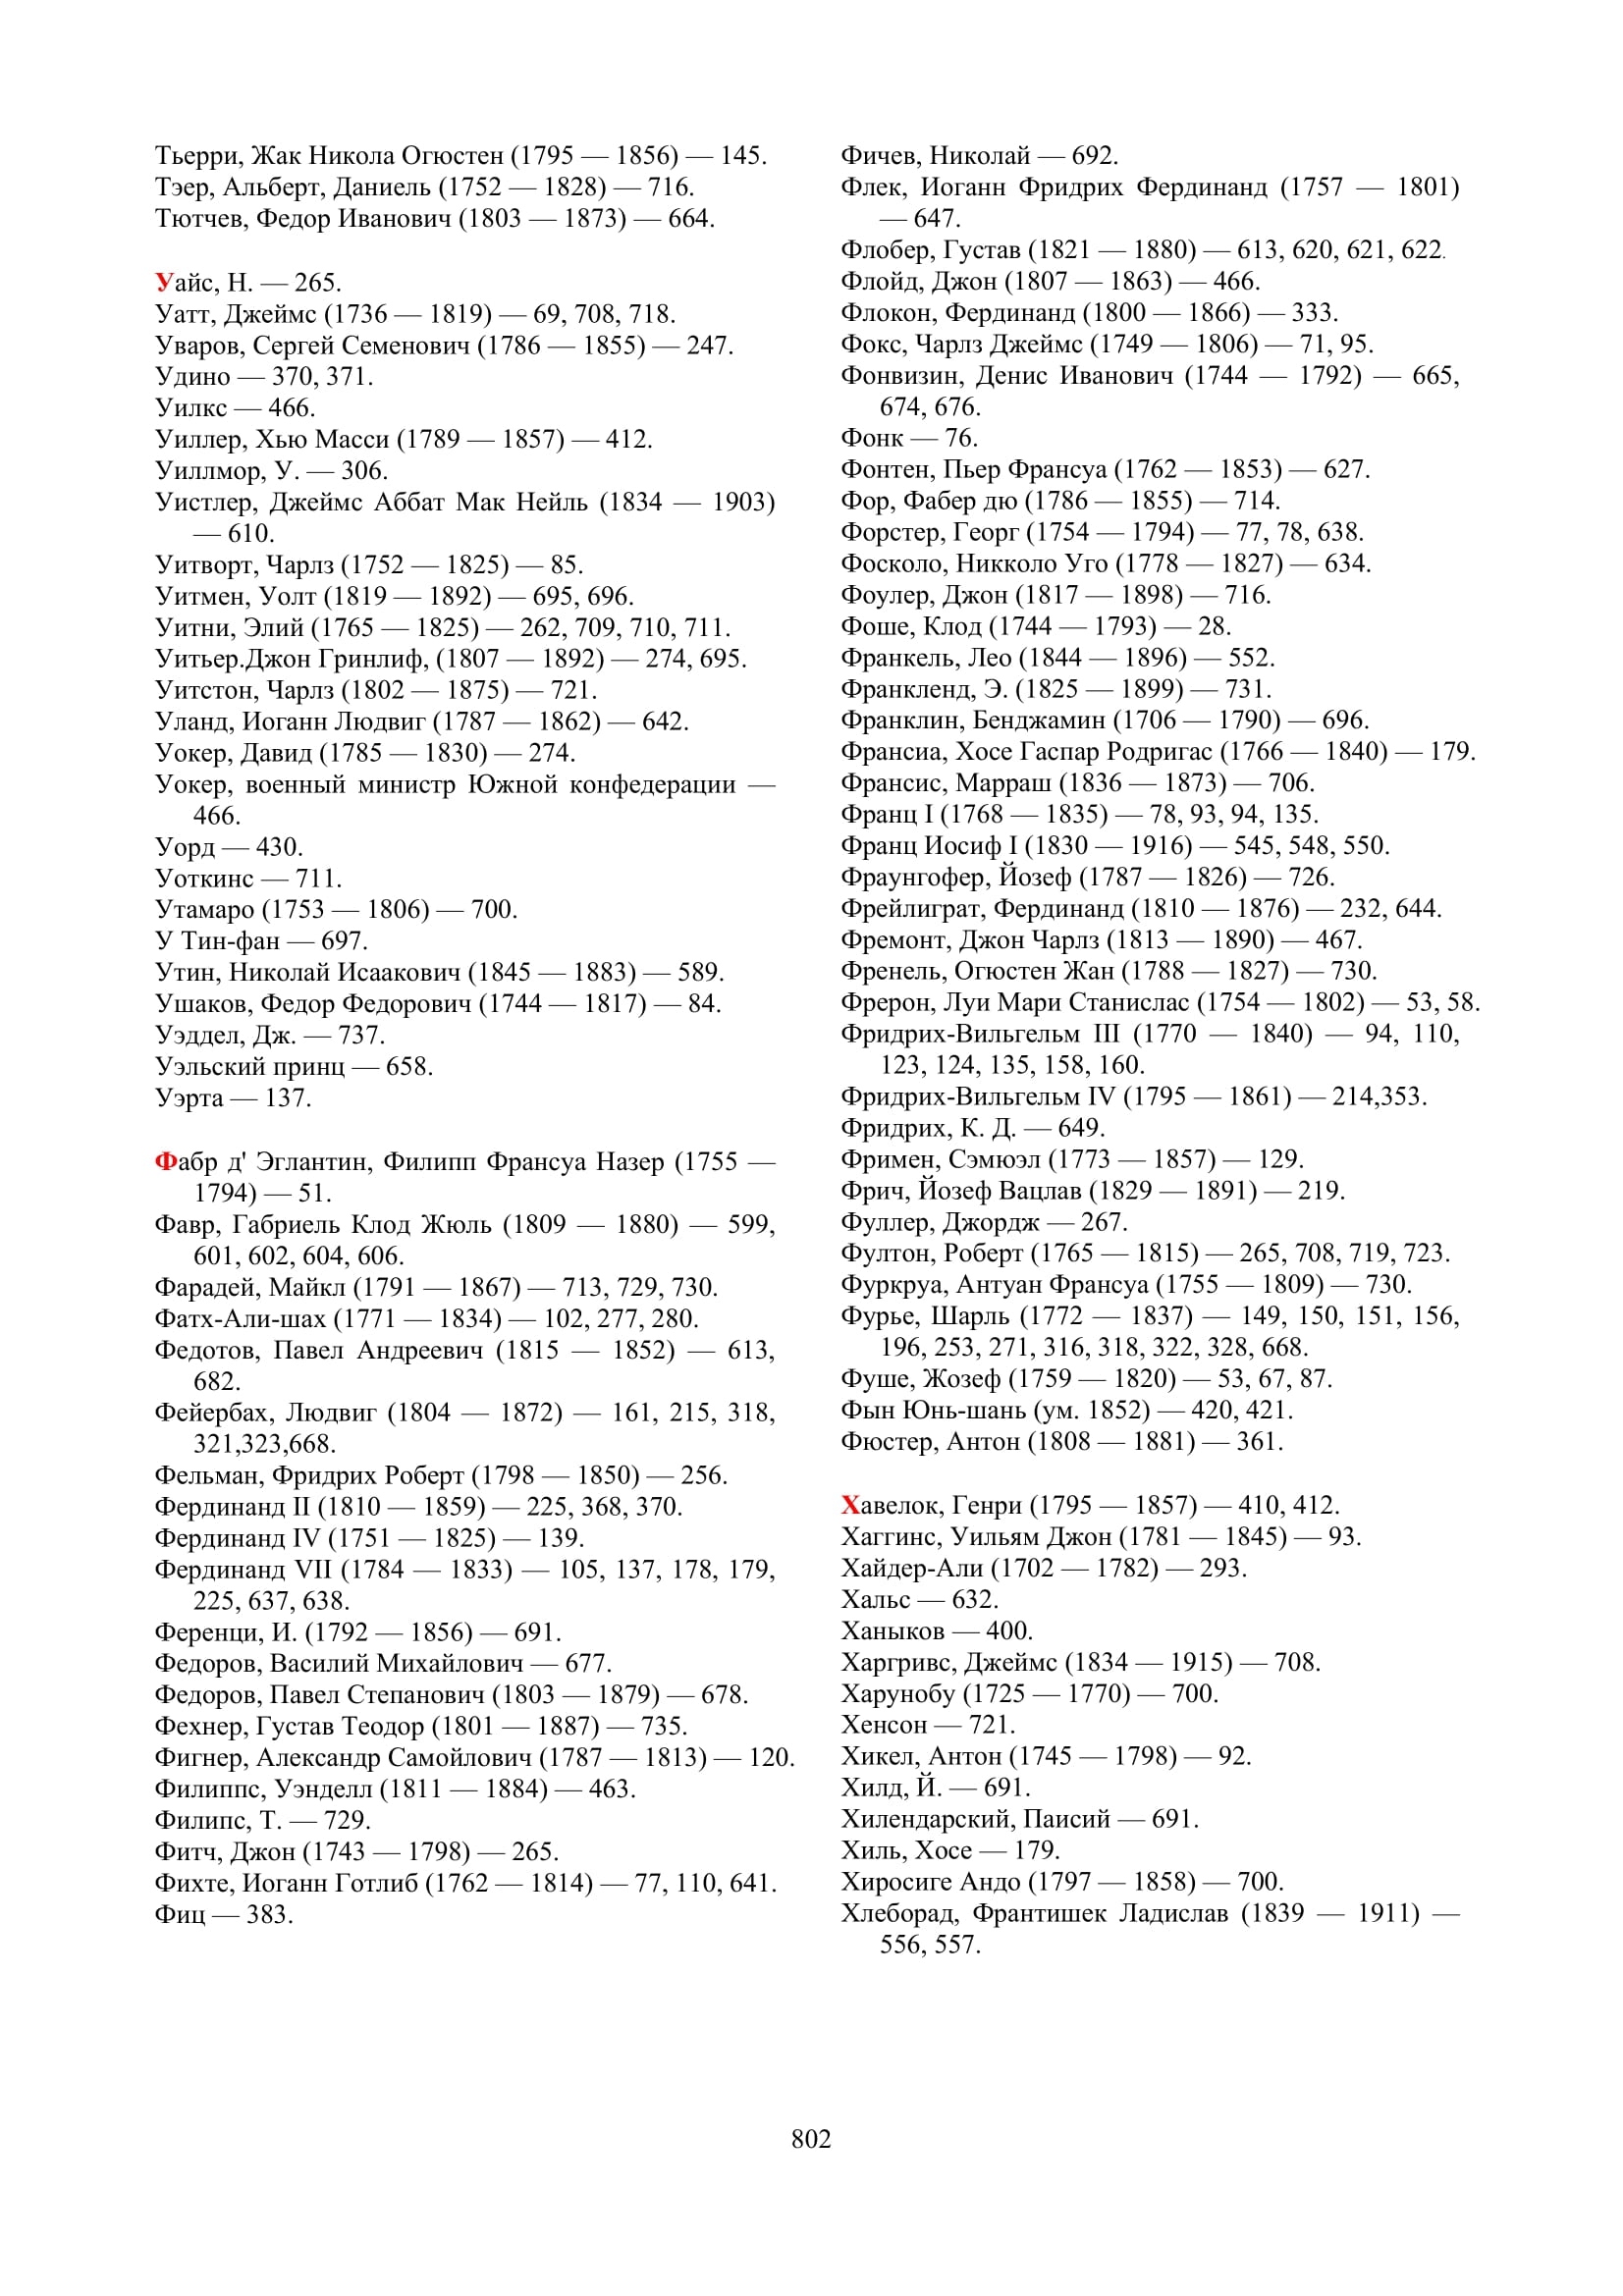 Тьерри, Жак Никола Огюстен (1795 — 1856) — 145.
Тэер, Альберт, Даниель (1752 — 1828) — 716.
Тютчев, Федор Иванович (1803 — 1873) — 664.
Уайс, Н. — 265.
Уатт, Джеймс (1736 — 1819) — 69, 708, 718.
Уваров, Сергей Семенович (1786 — 1855) — 247.
Удино — 370, 371.
Уилкс — 466.
Уиллер, Хью Масси (1789 — 1857) — 412.
Уиллмор, У. — 306.
Уистлер, Джеймс Аббат Мак Нейль (1834 — 1903)
— 610.
Уитворт, Чарлз (1752 — 1825) — 85.
Уитмен, Уолт (1819 — 1892) — 695, 696.
Уитни, Элий (1765 — 1825) — 262, 709, 710, 711.
Уитьер.Джон Гринлиф, (1807 — 1892) — 274, 695.
Уитстон, Чарлз (1802 — 1875) — 721.
Уланд, Иоганн Людвиг (1787 — 1862) — 642.
Уокер, Давид (1785 — 1830) — 274.
Уокер, военный министр Южной конфедерации —
466.
Уорд — 430.
Уоткинс — 711.
Утамаро (1753 — 1806) — 700.
У Тин-фан — 697.
Утин, Николай Исаакович (1845 — 1883) — 589.
Ушаков, Федор Федорович (1744 — 1817) — 84.
Уэддел, Дж. — 737.
Уэльский принц — 658.
Уэрта — 137.
Фабр д' Эглантин, Филипп Франсуа Назер (1755 —
1794) — 51.
Фавр, Габриель Клод Жюль (1809 — 1880) — 599,
601, 602, 604, 606.
Фарадей, Майкл (1791 — 1867) — 713, 729, 730.
Фатх-Али-шах (1771 — 1834) — 102, 277, 280.
Федотов, Павел Андреевич (1815 — 1852) — 613,
682.
Фейербах, Людвиг (1804 — 1872) — 161, 215, 318,
321,323,668.
Фельман, Фридрих Роберт (1798 — 1850) — 256.
Фердинанд II (1810 — 1859) — 225, 368, 370.
Фердинанд IV (1751 — 1825) — 139.
Фердинанд VII (1784 — 1833) — 105, 137, 178, 179,
225, 637, 638.
Ференци, И. (1792 — 1856) — 691.
Федоров, Василий Михайлович — 677.
Федоров, Павел Степанович (1803 — 1879) — 678.
Фехнер, Густав Теодор (1801 — 1887) — 735.
Фигнер, Александр Самойлович (1787 — 1813) — 120.
Филиппс, Уэнделл (1811 — 1884) — 463.
Филипс, Т. — 729.
Фитч, Джон (1743 — 1798) — 265.
Фихте, Иоганн Готлиб (1762 — 1814) — 77, 110, 641.
Фиц — 383.
Фичев, Николай — 692.
Флек, Иоганн Фридрих Фердинанд (1757 — 1801)
— 647.
Флобер, Густав (1821 — 1880) — 613, 620, 621, 622.
Флойд, Джон (1807 — 1863) — 466.
Флокон, Фердинанд (1800 — 1866) — 333.
Фокс, Чарлз Джеймс (1749 — 1806) — 71, 95.
Фонвизин, Денис Иванович (1744 — 1792) — 665,
674, 676.
Фонк — 76.
Фонтен, Пьер Франсуа (1762 — 1853) — 627.
Фор, Фабер дю (1786 — 1855) — 714.
Форстер, Георг (1754 — 1794) — 77, 78, 638.
Фосколо, Никколо Уго (1778 — 1827) — 634.
Фоулер, Джон (1817 — 1898) — 716.
Фоше, Клод (1744 — 1793) — 28.
Франкель, Лео (1844 — 1896) — 552.
Франкленд, Э. (1825 — 1899) — 731.
Франклин, Бенджамин (1706 — 1790) — 696.
Франсиа, Хосе Гаспар Родригас (1766 — 1840) — 179.
Франсис, Марраш (1836 — 1873) — 706.
Франц I (1768 — 1835) — 78, 93, 94, 135.
Франц Иосиф I (1830 — 1916) — 545, 548, 550.
Фраунгофер, Йозеф (1787 — 1826) — 726.
Фрейлиграт, Фердинанд (1810 — 1876) — 232, 644.
Фремонт, Джон Чарлз (1813 — 1890) — 467.
Френель, Огюстен Жан (1788 — 1827) — 730.
Фрерон, Луи Мари Станислас (1754 — 1802) — 53, 58.
Фридрих-Вильгельм III (1770 — 1840) — 94, 110,
123, 124, 135, 158, 160.
Фридрих-Вильгельм IV (1795 — 1861) — 214,353.
Фридрих, К. Д. — 649.
Фримен, Сэмюэл (1773 — 1857) — 129.
Фрич, Йозеф Вацлав (1829 — 1891) — 219.
Фуллер, Джордж — 267.
Фултон, Роберт (1765 — 1815) — 265, 708, 719, 723.
Фуркруа, Антуан Франсуа (1755 — 1809) — 730.
Фурье, Шарль (1772 — 1837) — 149, 150, 151, 156,
196, 253, 271, 316, 318, 322, 328, 668.
Фуше, Жозеф (1759 — 1820) — 53, 67, 87.
Фын Юнь-шань (ум. 1852) — 420, 421.
Фюстер, Антон (1808 — 1881) — 361.
Хавелок, Генри (1795 — 1857) — 410, 412.
Хаггинс, Уильям Джон (1781 — 1845) — 93.
Хайдер-Али (1702 — 1782) — 293.
Хальс — 632.
Ханыков — 400.
Харгривс, Джеймс (1834 — 1915) — 708.
Харунобу (1725 — 1770) — 700.
Хенсон — 721.
Хикел, Антон (1745 — 1798) — 92.
Хилд, Й. — 691.
Хилендарский, Паисий — 691.
Хиль, Хосе — 179.
Хиросиге Андо (1797 — 1858) — 700.
Хлеборад, Франтишек Ладислав (1839 — 1911) —
556, 557.
802